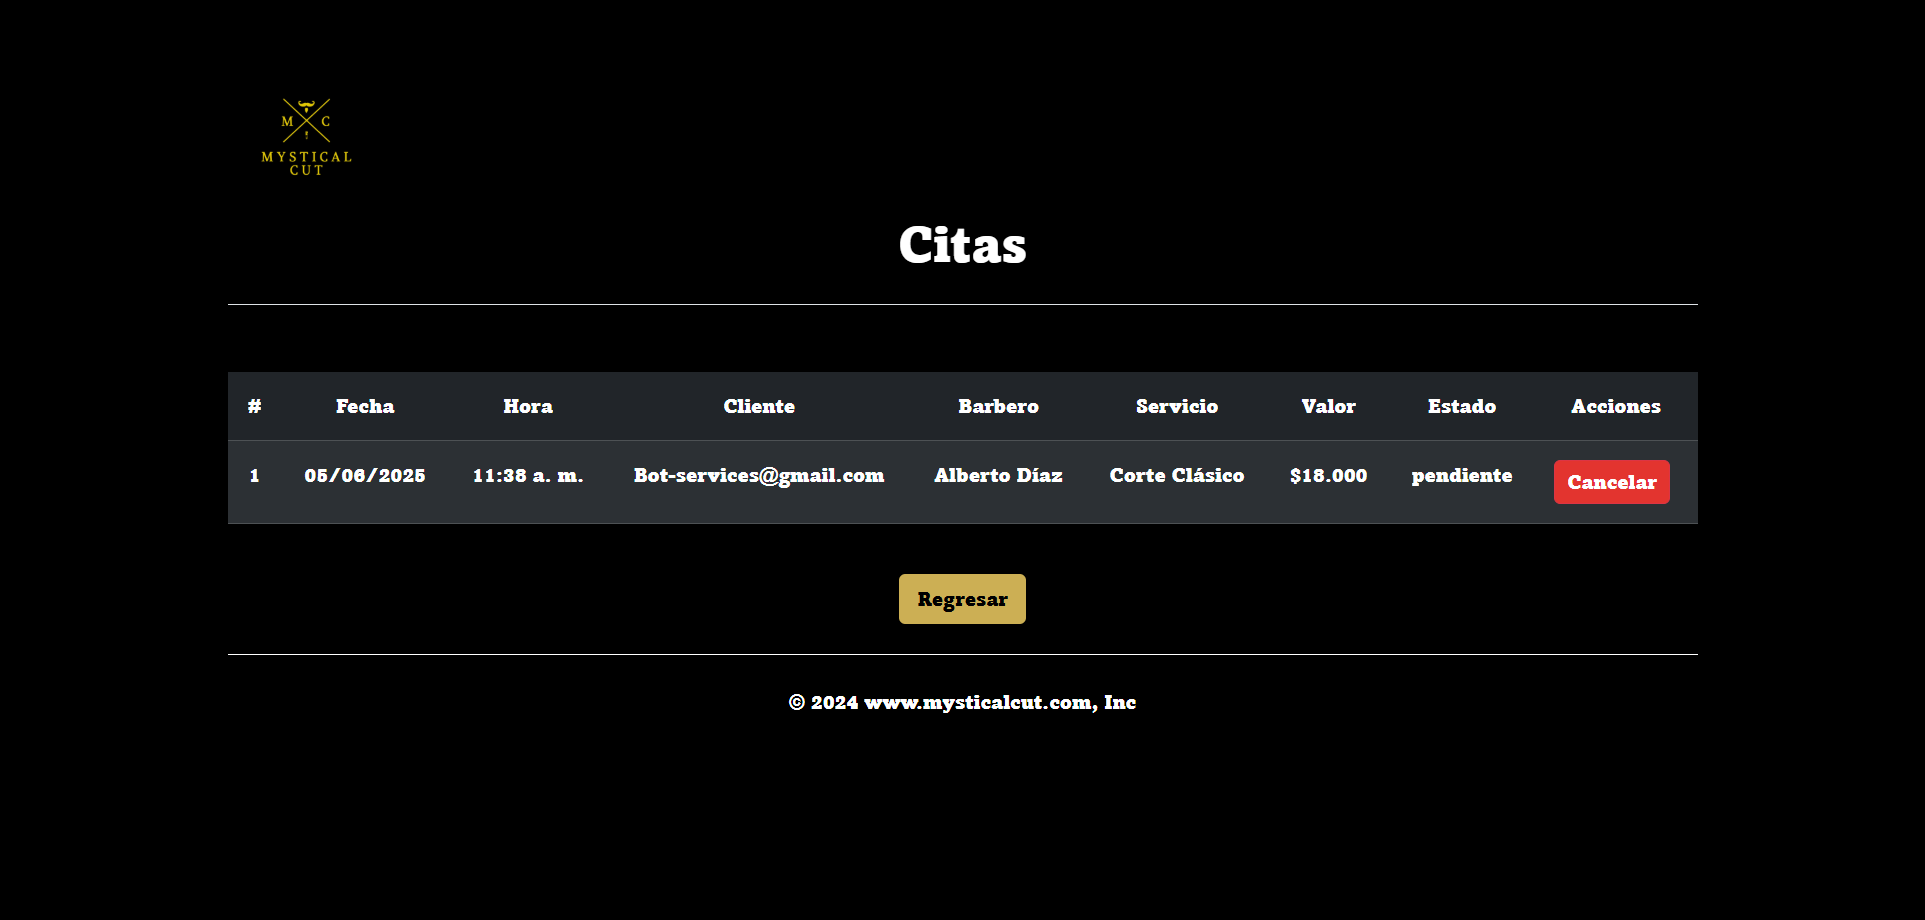 M C
MYSTICAL
CUT
Citas
# Fecha Hora Cliente Barbero Servicio Valor Estado Acciones
1 05/06/2025 11:38 a. m. Bot-services@gmail.com Alberto Díaz Corte Clásico $18.000 pendiente Cancelar
Regresar
© 2024 www.mysticalcut.com, Inc